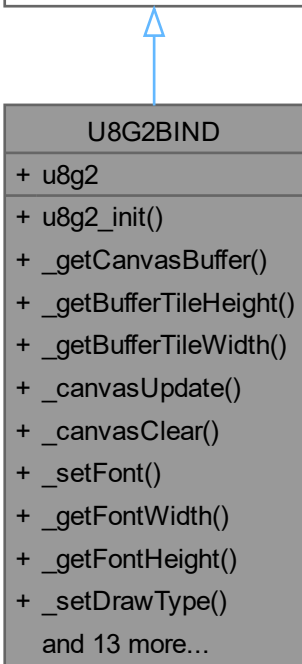 U8G2BIND
+ u8g2
+ u8g2_init()
+ _getCanvasBuffer()
+ _getBufferTileHeight()
+ _getBufferTileWidth()
+ _canvasUpdate()
+ _canvasClear()
+ _setFont()
+ _getFontWidth()
+ _getFontHeight()
+ _setDrawType()
and 13 more...